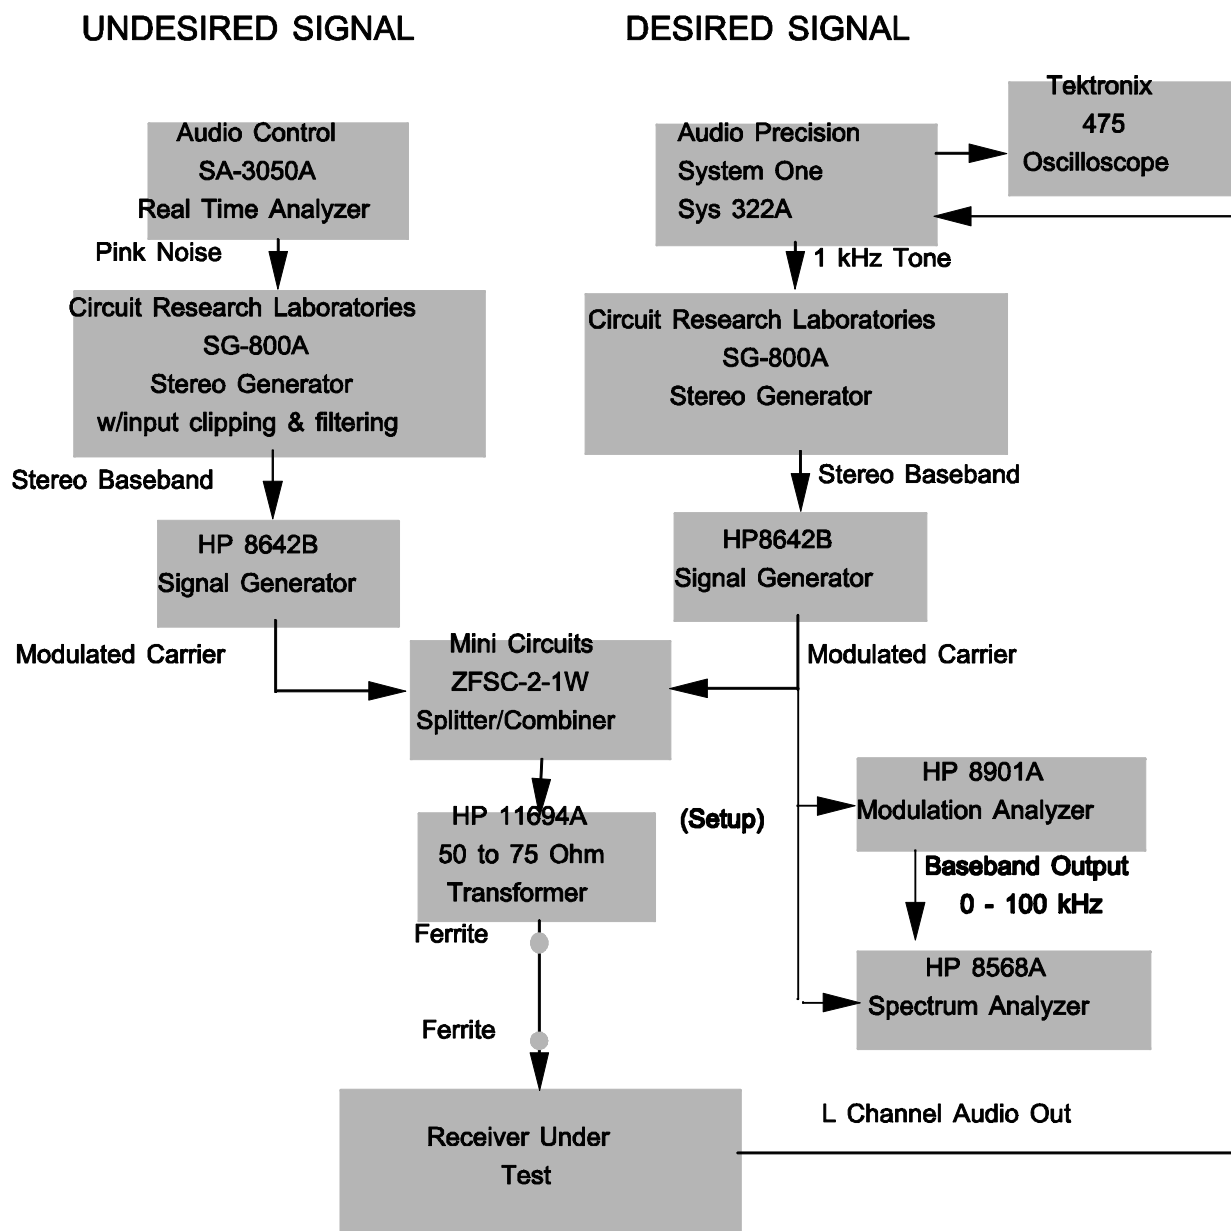 UNDESIRED SIGNAL
DESIRED SIGNAL
Tektronix
475
Oscilloscope
Audio Control
SA-3050A
Real Time Analyzer
Audio Precision
System One
Sys 322A
Pink Noise
1 kHz Tone
Circuit Research Laboratories
SG-800A
Stereo Generator
w/input clipping & filtering
Circuit Research Laboratories
SG-800A
Stereo Generator
Stereo Baseband
Stereo Baseband
HP 8642B
Signal Generator
HP8642B
Signal Generator
Modulated Carrier
Mini Circuits
ZFSC-2-1W
Splitter/Combiner
Modulated Carrier
HP 11694A
50 to 75 Ohm
Transformer
(Setup)
HP 8901A
Modulation Analyzer
Baseband Output
0 - 100 kHz
Ferrite
HP 8568A
Spectrum Analyzer
Ferrite
Receiver Under
Test
L Channel Audio Out